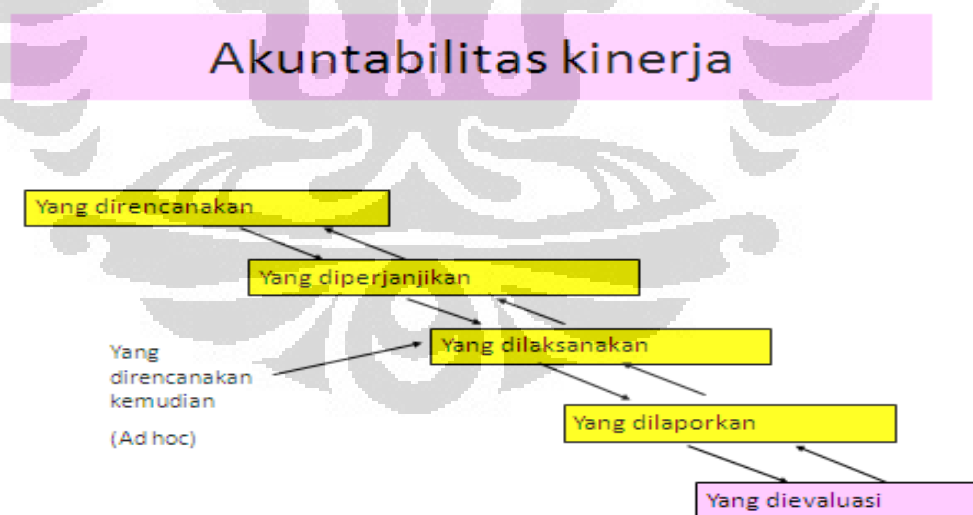 Akuntabilitas kinerja
Yang direncanakan
Yang diperjanjikan
Yang dilaksanakan
Yang
direncanakan
kemudian
(Ad hoc)
Yang dilaporkan
Yang dievaluasi